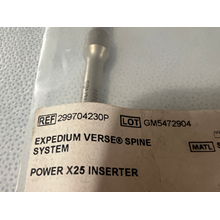 REF 299704230P LOT GM5472904
EXPEDIUM VERSE® SPINE
SYSTEM
MATL
POWER X25 INSERTER